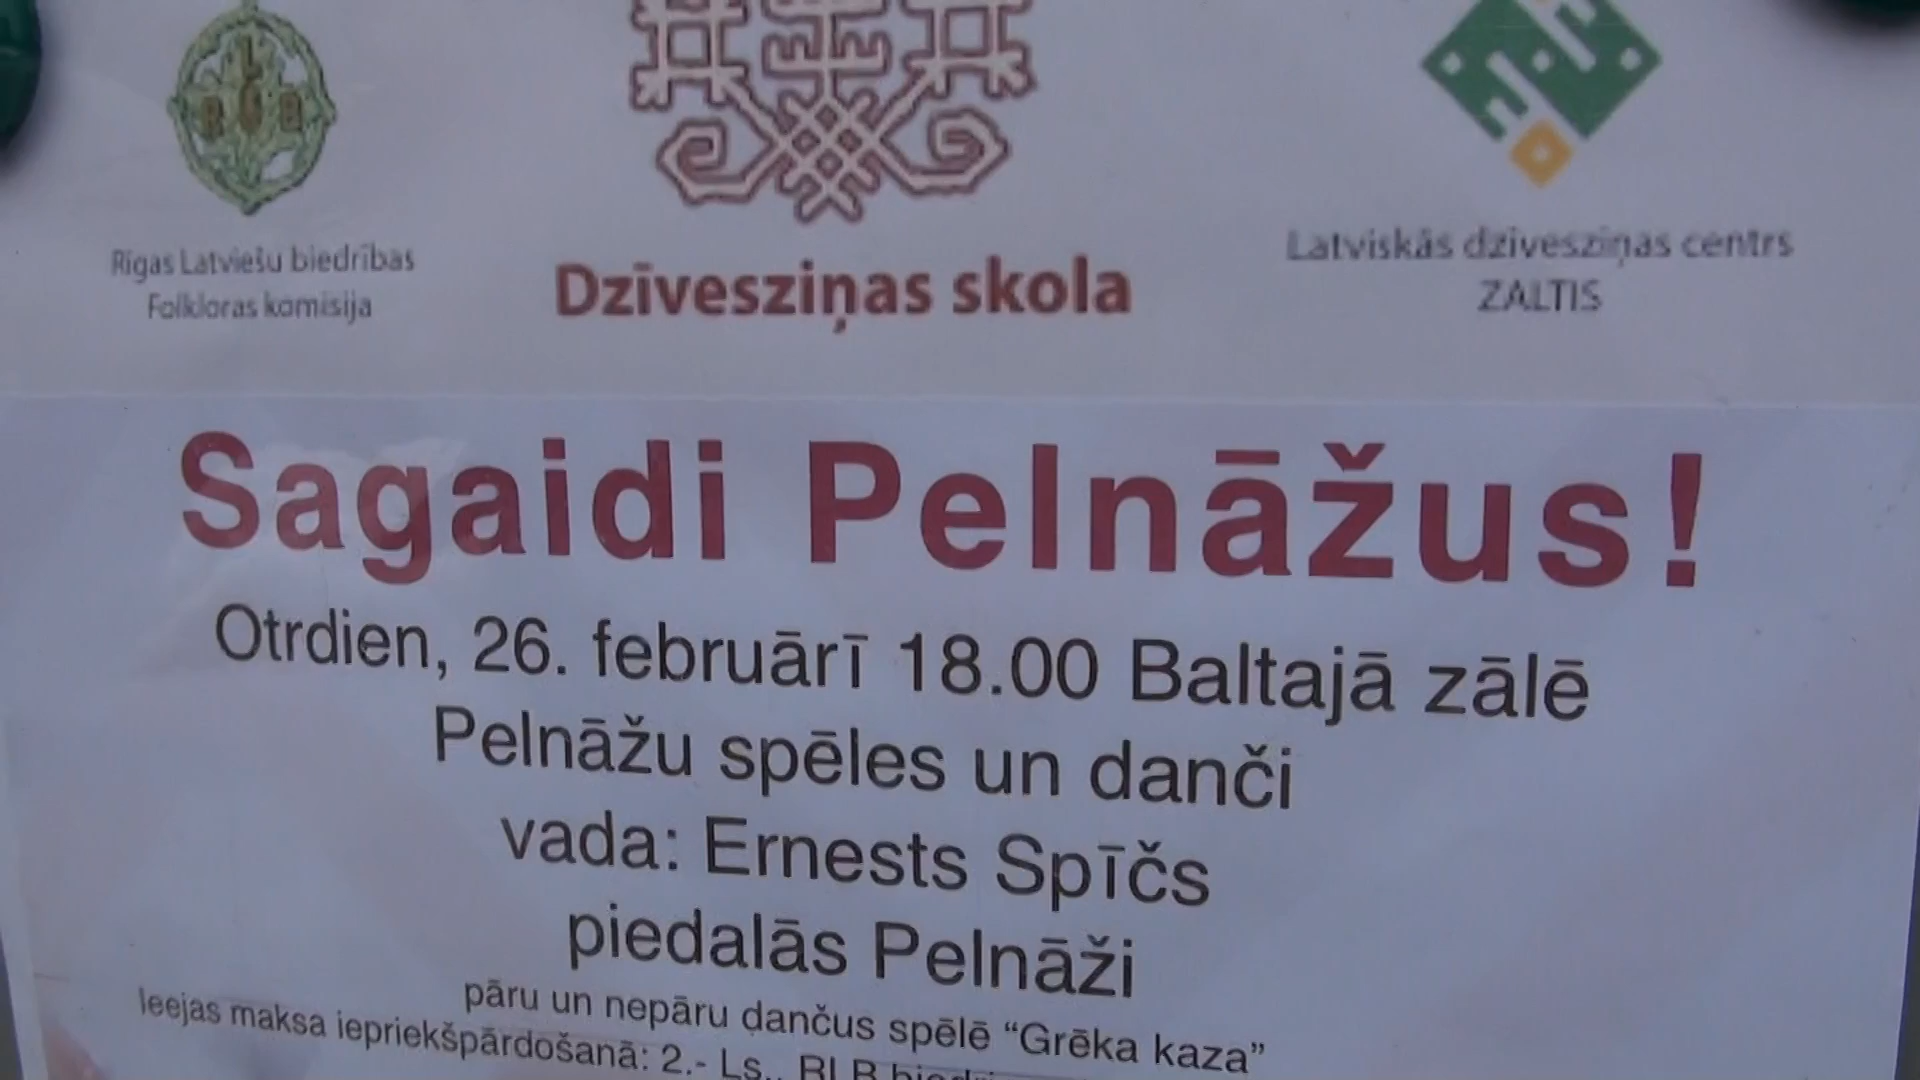 L
R G B
Rīgas Latviešu biedrības
Folkloras komisija
Dzīvesziņas skola
Latviskās dzīvesziņas centrs
ZALTIS
Sagaidi Pelnāžus!
Otrdien, 26. februārī 18.00 Baltajā zālē
Pelnāžu spēles un danči
vada: Ernests Spīčs
piedalās Pelnāži
pāru un nepāru dančus spēlē “Grēka kaza”
Ieejas maksa iepriekšpārdošanā: 2.- Ls., RLB